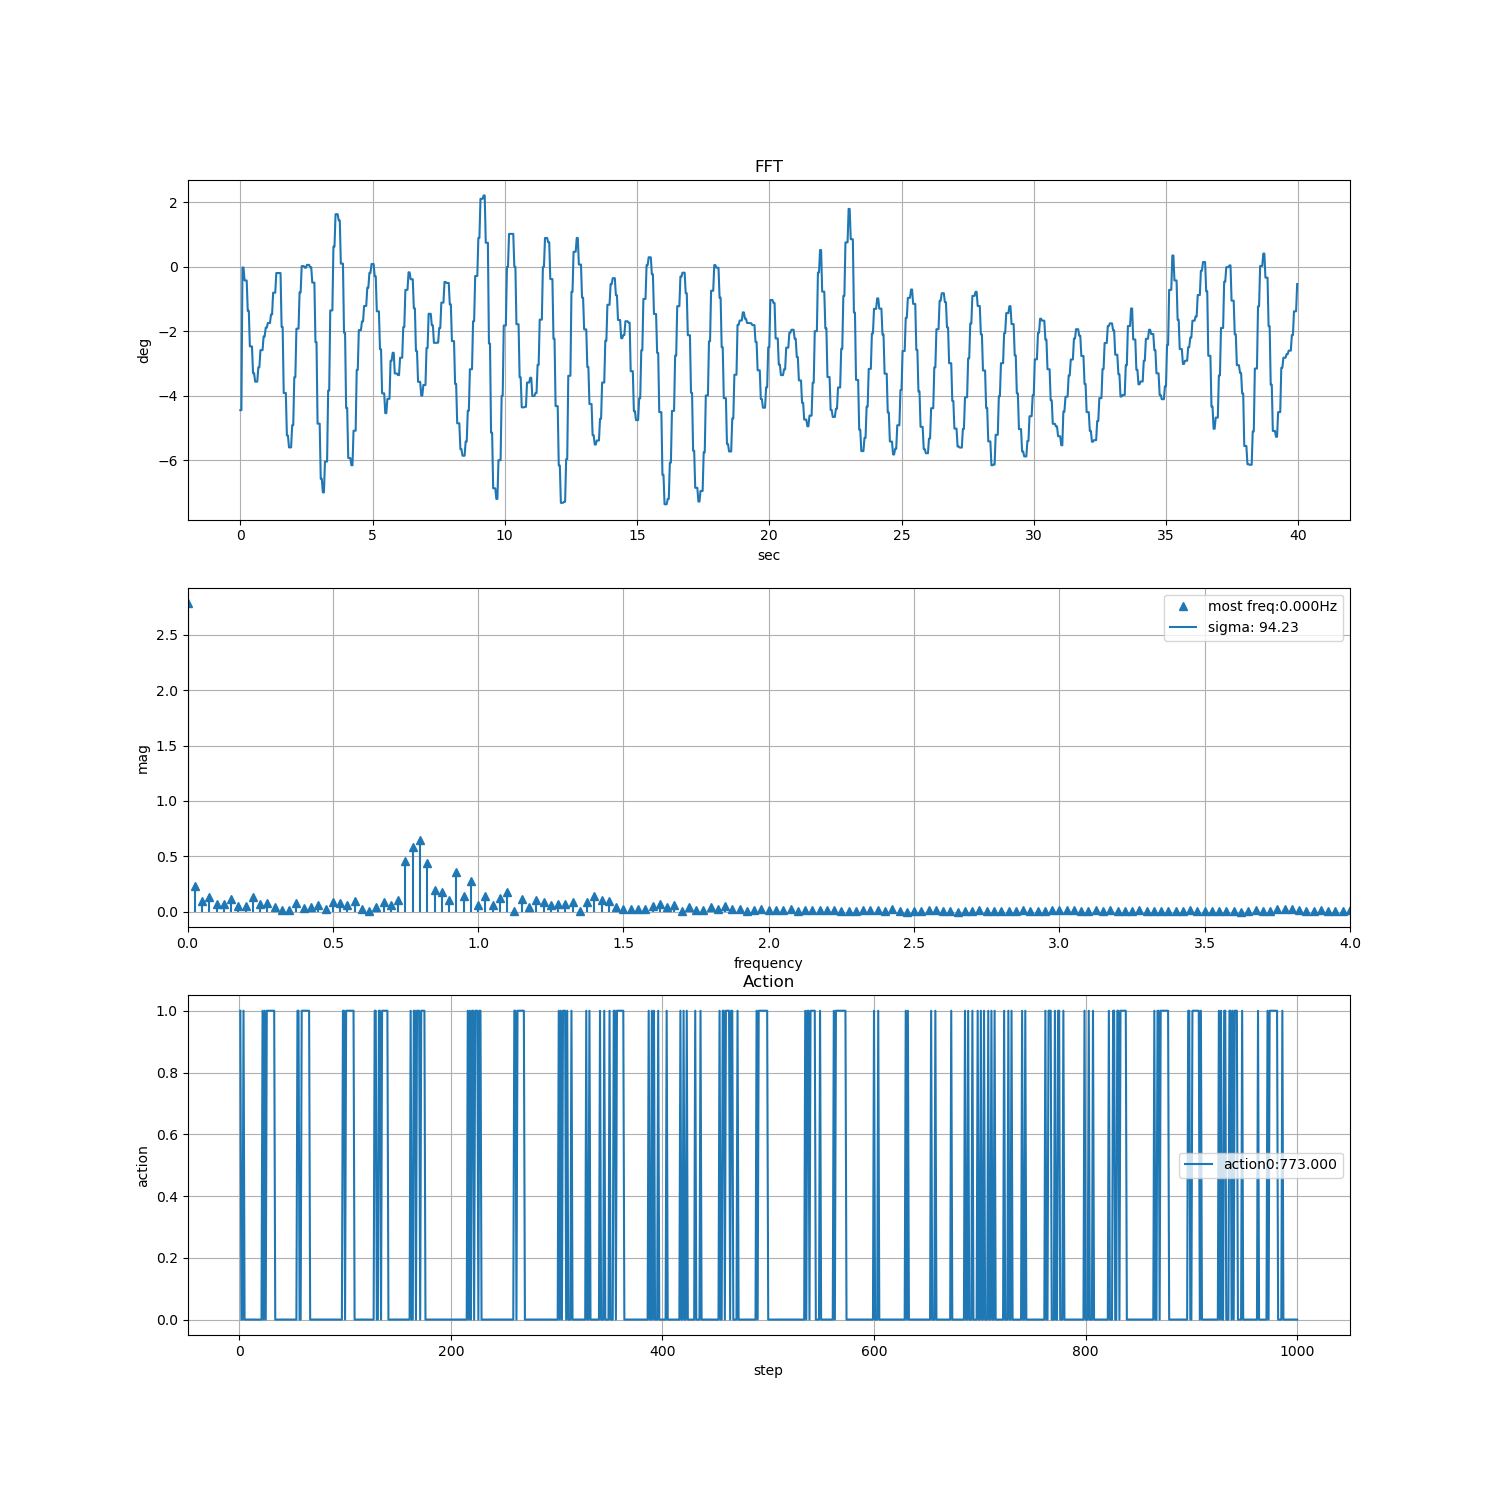 FFT
2
0
−2
−4
−6
deg
0 5 10 15 20 25 30 35 40
sec
most freq:0.000Hz
sigma: 94.23
2.5
2.0
1.5
1.0
0.5
0.0
mag
0.0 0.5 1.0 1.5 2.0 2.5 3.0 3.5 4.0
frequency
Action
1.0
0.8
0.6
0.4
0.2
0.0
action
action0:773.000
0 200 400 600 800 1000
step